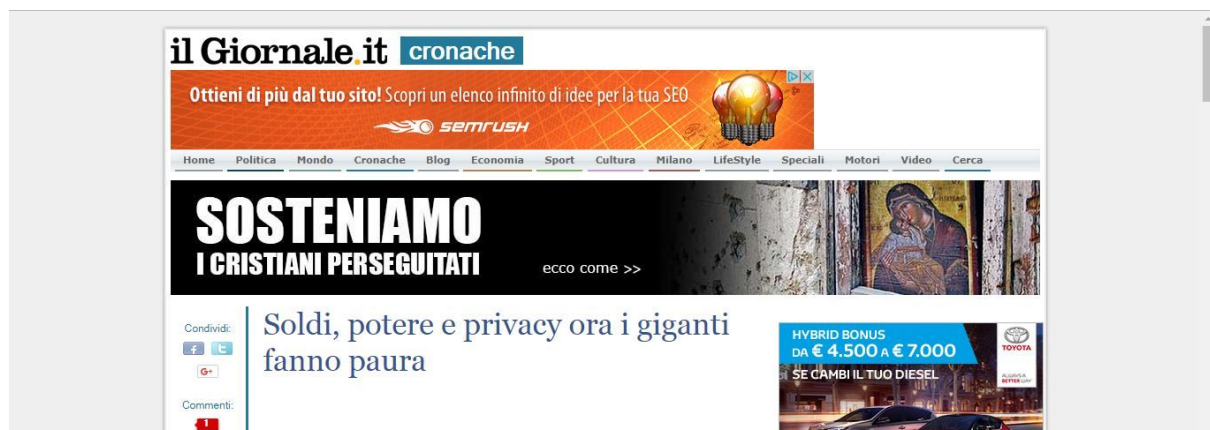 il Giornale.it cronache
Ottieni di più dal tuo sito! Scopri un elenco infinito di idee per la tua SEO
semrush
Home Politica Mondo Cronache Blog Economia Sport Cultura Milano LifeStyle Speciali Motori Video Cerca
SOSTENIAMO
I CRISTIANI PERSEGUITATI
ecco come >>
Condividi:
G+
Commenti:
1
Soldi, potere e privacy ora i giganti
fanno paura
HYBRID BONUS
DA € 4.500 A € 7.000
SE CAMBI IL TUO DIESEL
TOYOTA
ALWAYS A
BETTER WAY